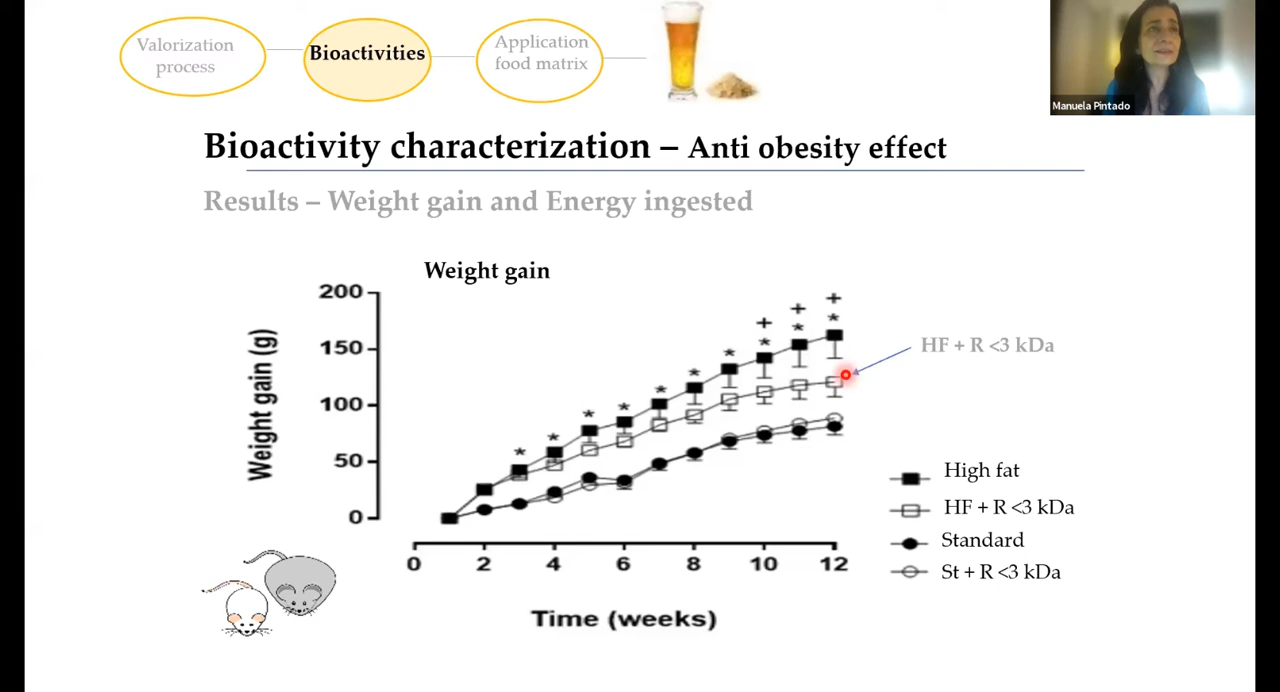 Valorization
process
Bioactivities
Application
food matrix
Manuela Pintado
Bioactivity characterization – Anti obesity effect
Results – Weight gain and Energy ingested
Weight gain
Weight gain (g)
200
150
100
50
0
+ + +
* * * * * * * * * *
HF + R <3 kDa
High fat
HF + R <3 kDa
Standard
St + R <3 kDa
0 2 4 6 8 10 12
Time (weeks)